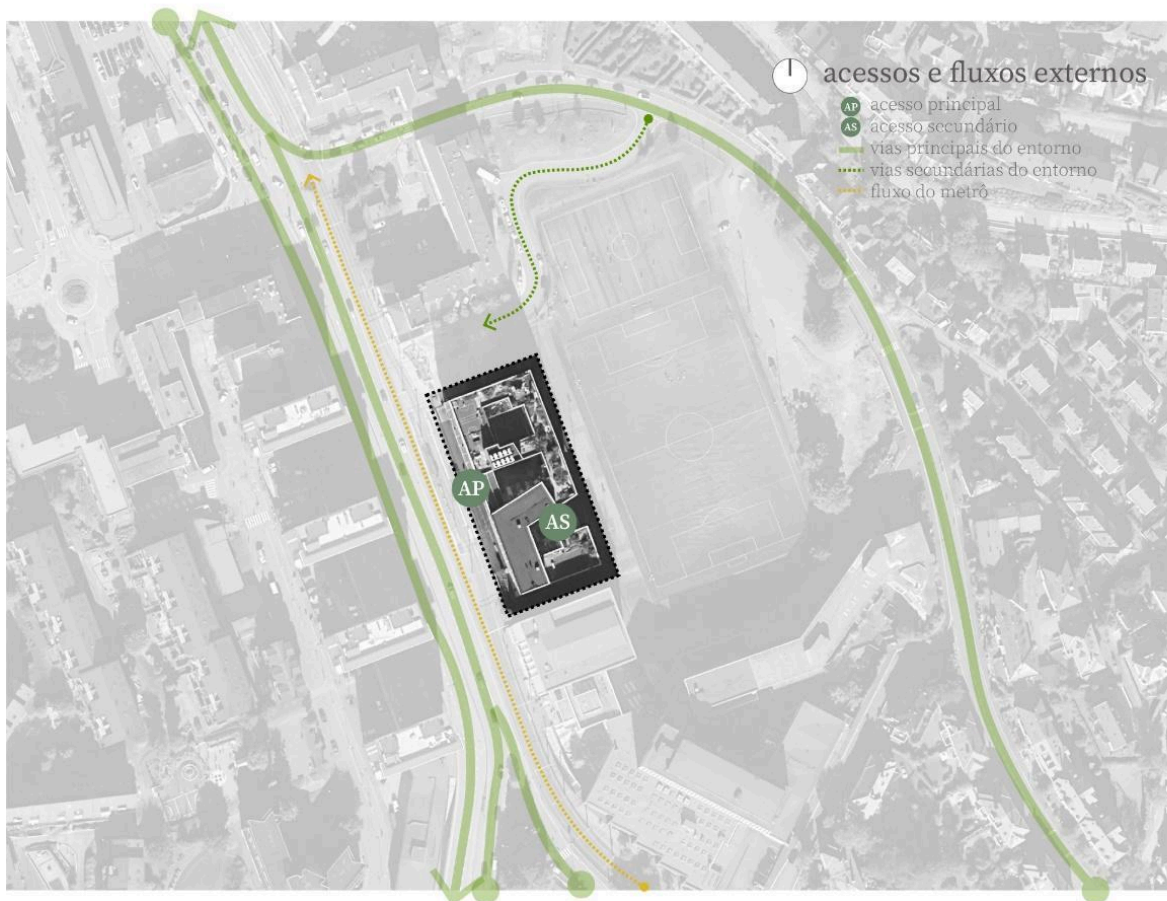 acessos e fluxos externos
AP acesso principal
AS acesso secundário
vias principais do entorno
vias secundárias do entorno
fluxo do metrô
AP
AS